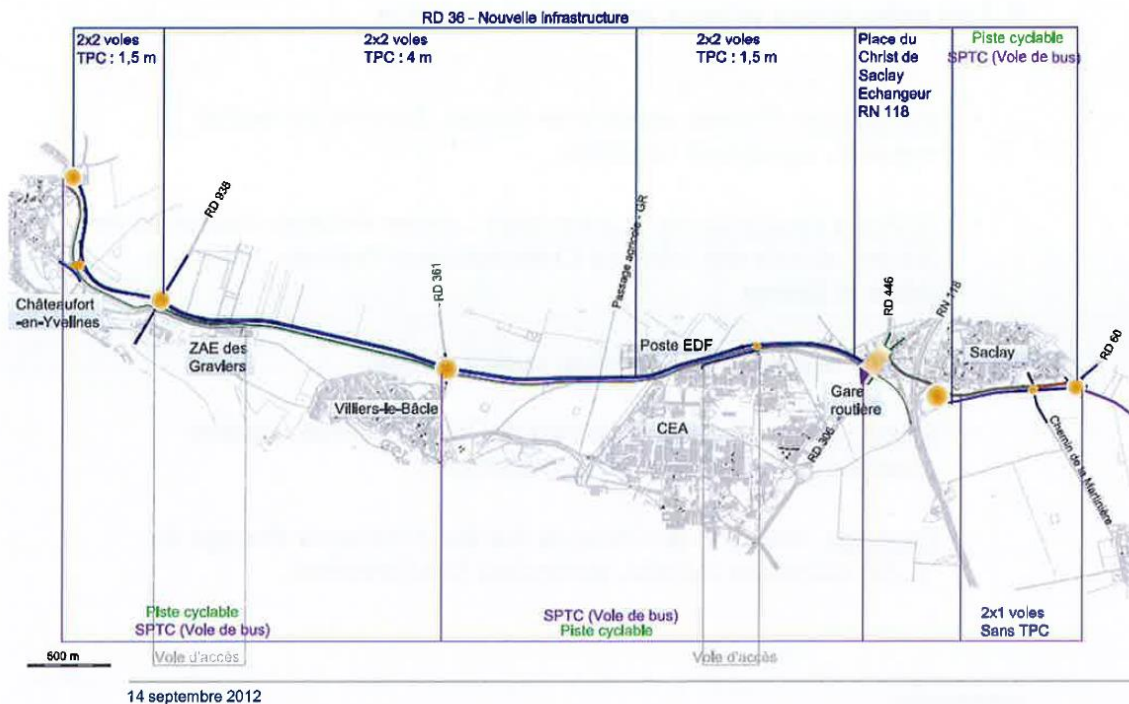 RD 36 - Nouvelle Infrastructure
2x2 voies
TPC : 1,5 m
2x2 voies
TPC : 4 m
2x2 voies
TPC : 1,5 m
Place du
Christ de
Saclay
Echangeur
RN 118
Piste cyclable
SPTC (Voie de bus)
RD 938
Passage agricole - GR
RD 361
RD 446
RN 118
RD 60
Châteaufort
-en-Yvelines
ZAE des
Graviers
Poste EDF
Saclay
Villiers-le-Bâcle
Gare
routière
CEA
RD 306
Chemin de la Martinière
Piste cyclable
SPTC (Voie de bus)
SPTC (Voie de bus)
Piste cyclable
2x1 voies
Sans TPC
500 m
Voie d'accès
Voie d'accès
14 septembre 2012